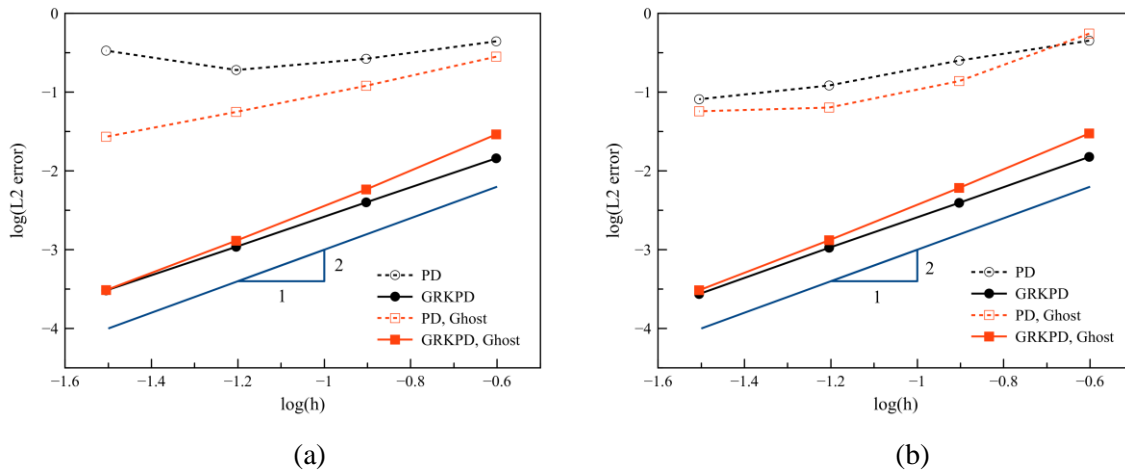 0
−1
−2
−3
−4
log(L2 error)
2
1
PD
GRKPD
PD, Ghost
GRKPD, Ghost
−1.6 −1.4 −1.2 −1 −0.8 −0.6
log(h)
(a)
0
−1
−2
−3
−4
log(L2 error)
2
1
PD
GRKPD
PD, Ghost
GRKPD, Ghost
−1.6 −1.4 −1.2 −1 −0.8 −0.6
log(h)
(b)